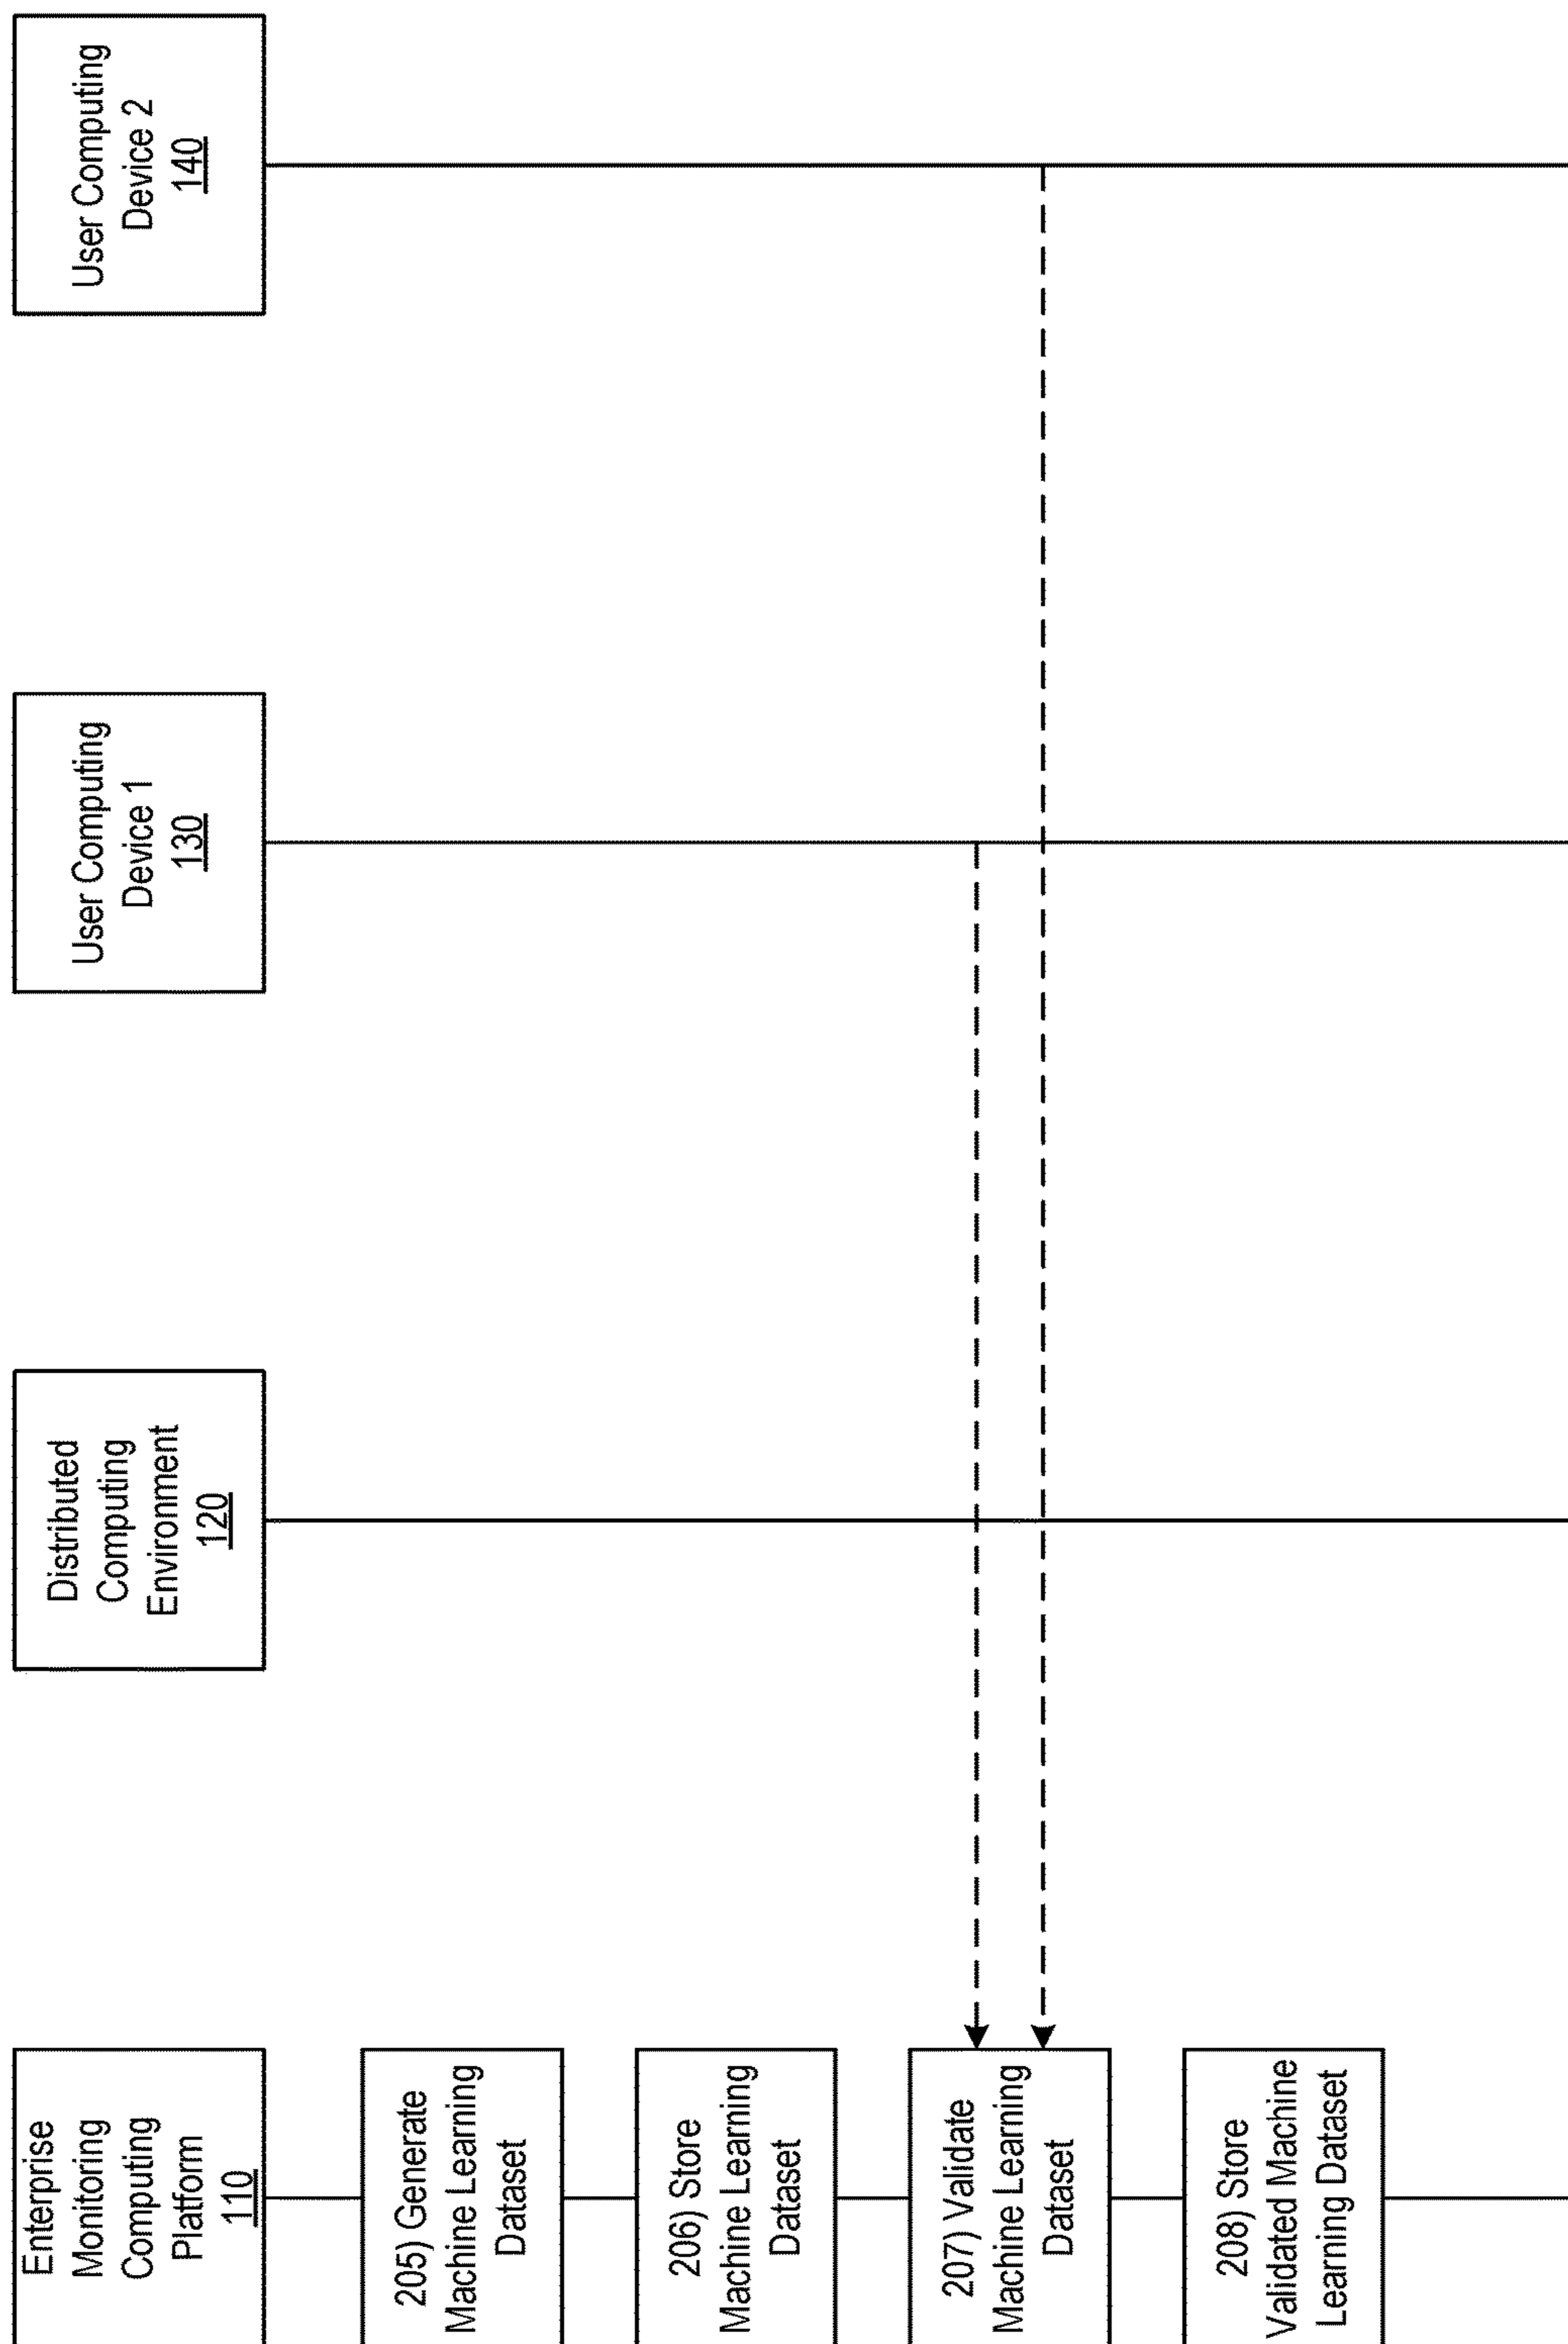 Enterprise
Monitoring
Computing
Platform
110
Distributed
Computing
Environment
120
User Computing
Device 1
130
User Computing
Device 2
140
205) Generate
Machine Learning
Dataset
206) Store
Machine Learning
Dataset
207) Validate
Machine Learning
Dataset
208) Store
Validated Machine
Learning Dataset